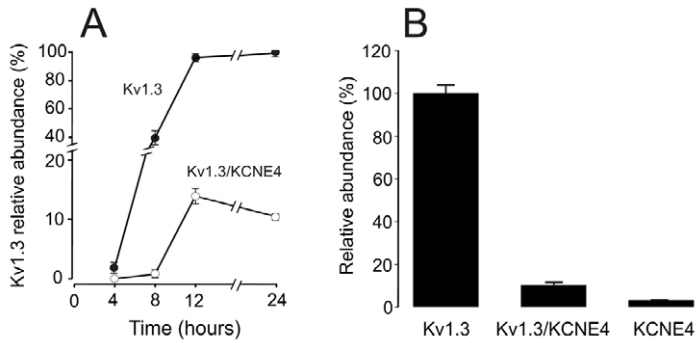 A
Kv1.3 relative abundance (%)
100
80
60
40
20
10
0
Kv1.3
Kv1.3/KCNE4
0 4 8 12 24
Time (hours)
B
Relative abundance (%)
120
100
80
60
40
20
0
Kv1.3 Kv1.3/KCNE4 KCNE4